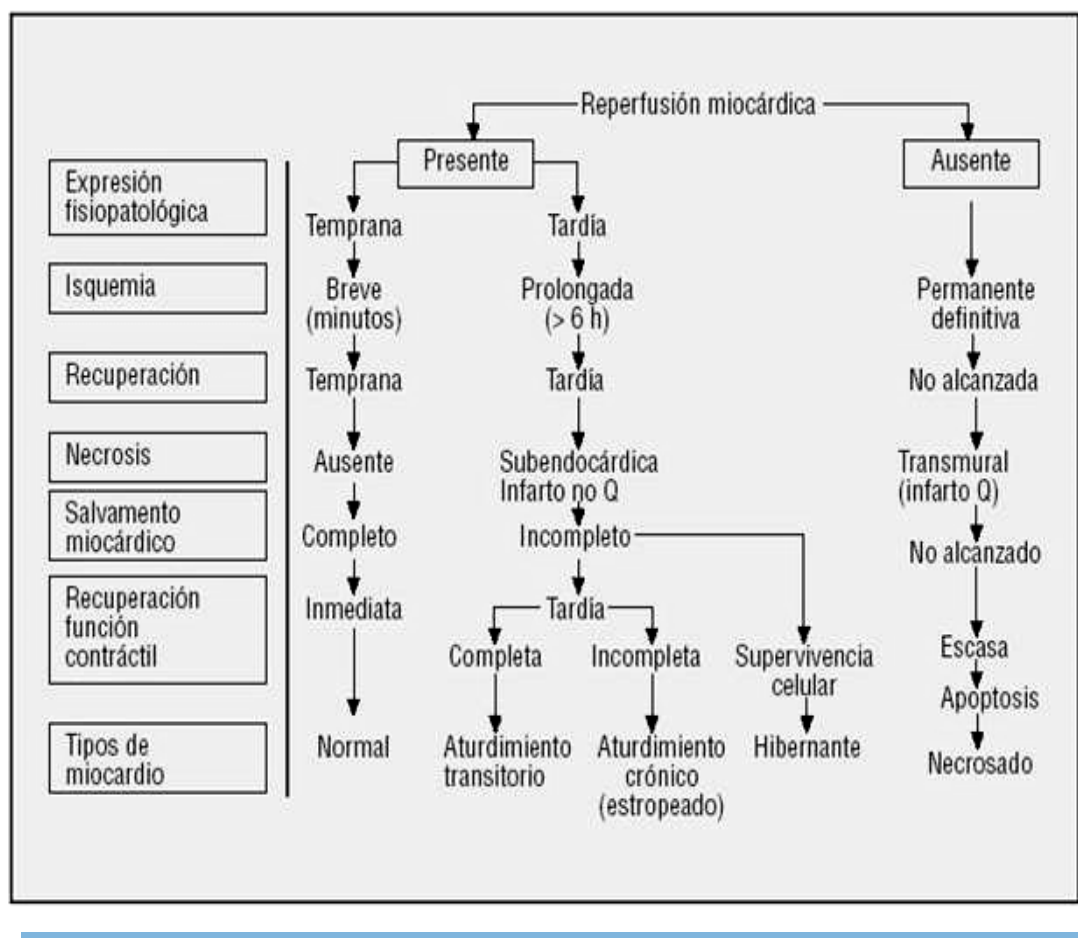 Reperfusión miocárdica
Presente
Ausente
Expresión
fisiopatológica
Temprana
Tardía
Isquemia
Breve
(minutos)
Prolongada
(> 6 h)
Permanente
definitiva
Recuperación
Temprana
Tardía
No alcanzada
Necrosis
Ausente
Subendocárdica
Infarto no Q
Transmural
(infarto Q)
Salvamento
miocárdico
Completo
Incompleto
No alcanzado
Recuperación
función
contráctil
Inmediata
Tardía
Completa
Incompleta
Supervivencia
celular
Escasa
Apoptosis
Tipos de
miocardio
Normal
Aturdimiento
transitorio
Aturdimiento
crónico
(estropeado)
Hibernante
Necrosado